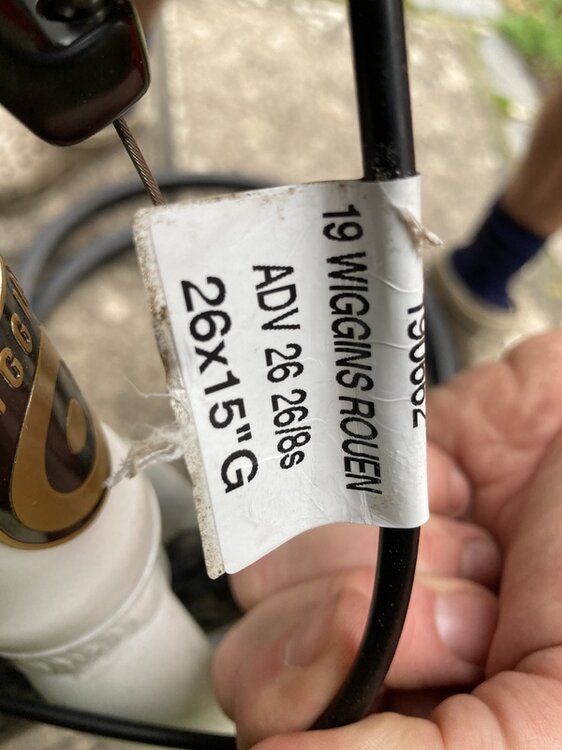 19 WIGGINS ROUEN
ADV 26 26/8s
26x15"G